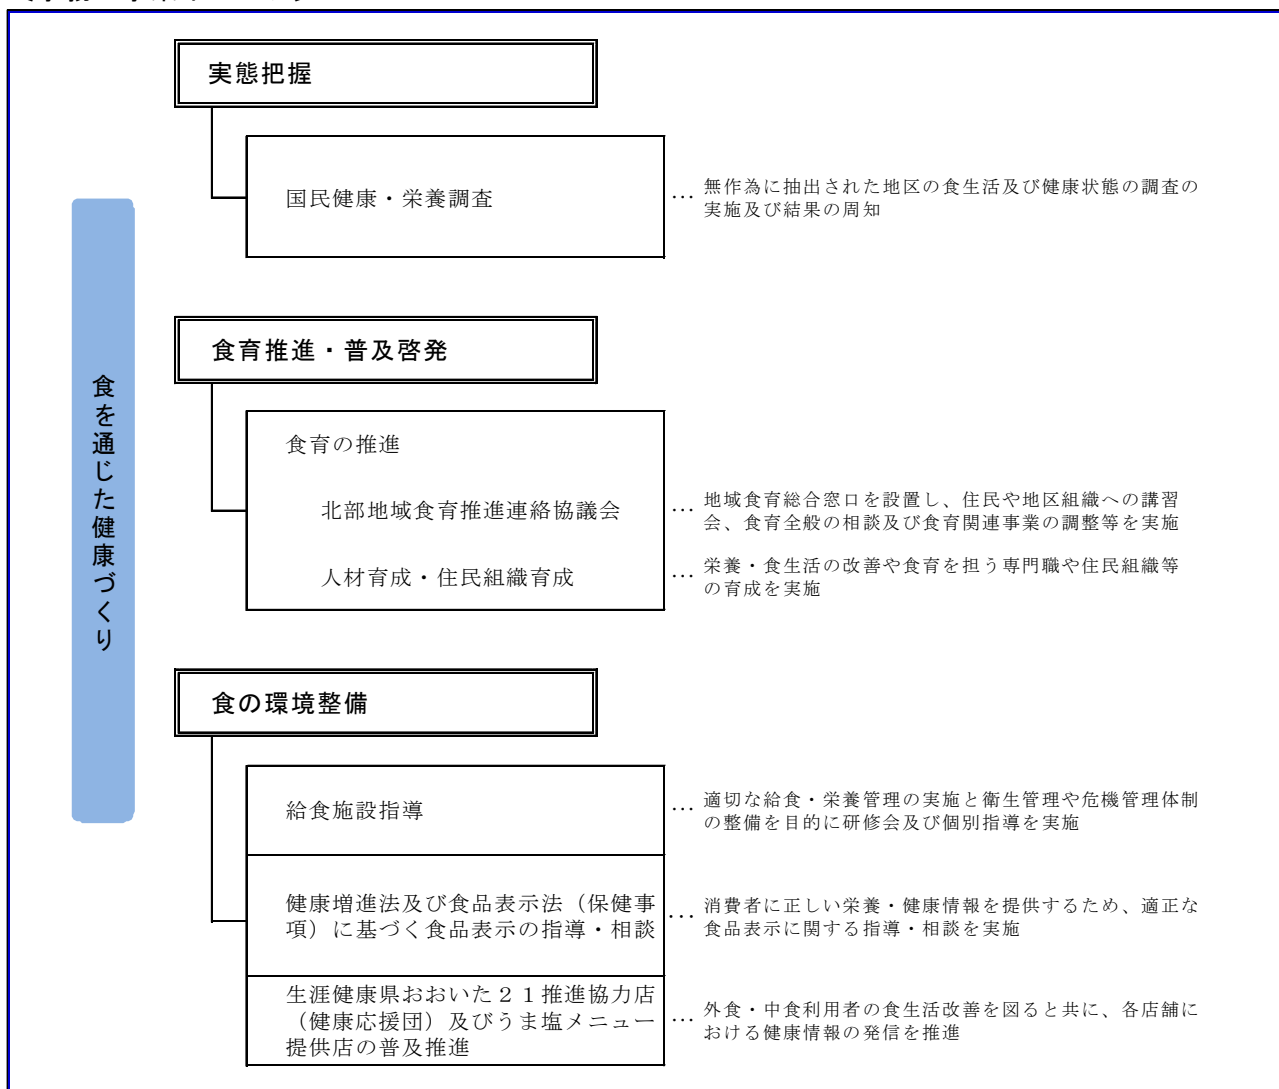 食を通じた健康づくり
実態把握
国民健康・栄養調査
… 無作為に抽出された地区の食生活及び健康状態の調査の
実施及び結果の周知
食育推進・普及啓発
食育の推進
北部地域食育推進連絡協議会
… 地域食育総合窓口を設置し、住民や地区組織への講習
会、食育全般の相談及び食育関連事業の調整等を実施
人材育成・住民組織育成
… 栄養・食生活の改善や食育を担う専門職や住民組織等
の育成を実施
食の環境整備
給食施設指導
… 適切な給食・栄養管理の実施と衛生管理や危機管理体制
の整備を目的に研修会及び個別指導を実施
健康増進法及び食品表示法（保健事
項）に基づく食品表示の指導・相談
… 消費者に正しい栄養・健康情報を提供するため、適正な
食品表示に関する指導・相談を実施
生涯健康県おおいた２１推進協力店
（健康応援団）及びうま塩メニュー
提供店の普及推進
… 外食・中食利用者の食生活改善を図ると共に、各店舗に
おける健康情報の発信を推進